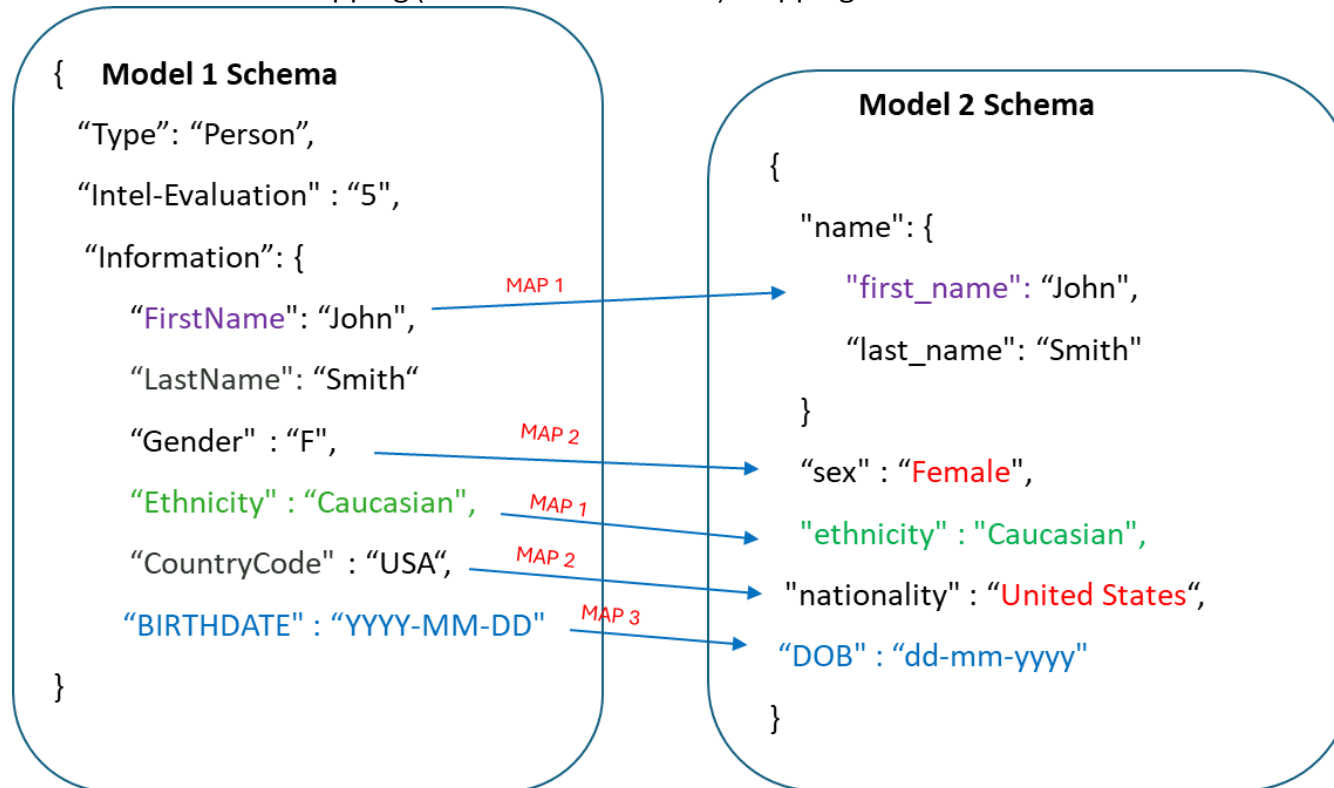 { Model 1 Schema
“Type”: “Person”,
“Intel-Evaluation" : “5",
“Information”: {
“FirstName": “John",
“LastName": “Smith“
“Gender" : “F",
“Ethnicity" : “Caucasian",
“CountryCode" : “USA“,
“BIRTHDATE" : “YYYY-MM-DD"
}
MAP 1
MAP 2
MAP 1
MAP 2
MAP 3
Model 2 Schema
{
"name": {
"first_name": “John",
“last_name": “Smith"
}
“sex" : “Female",
"ethnicity" : "Caucasian",
"nationality" : “United States“,
“DOB" : “dd-mm-yyyy"
}